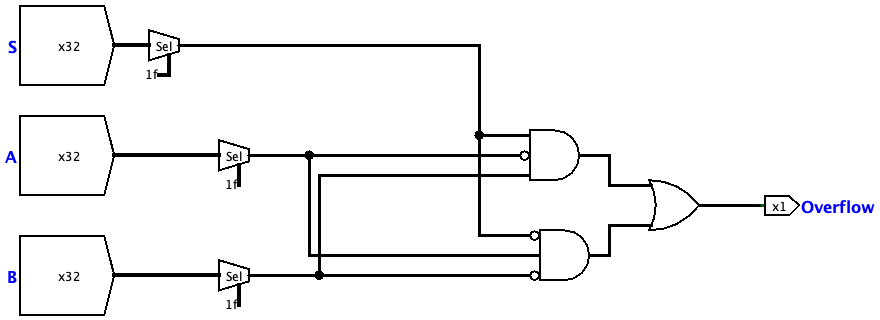 S x32 Sel
1f
A x32 Sel
1f
x1 Overflow
B x32 Sel
1f